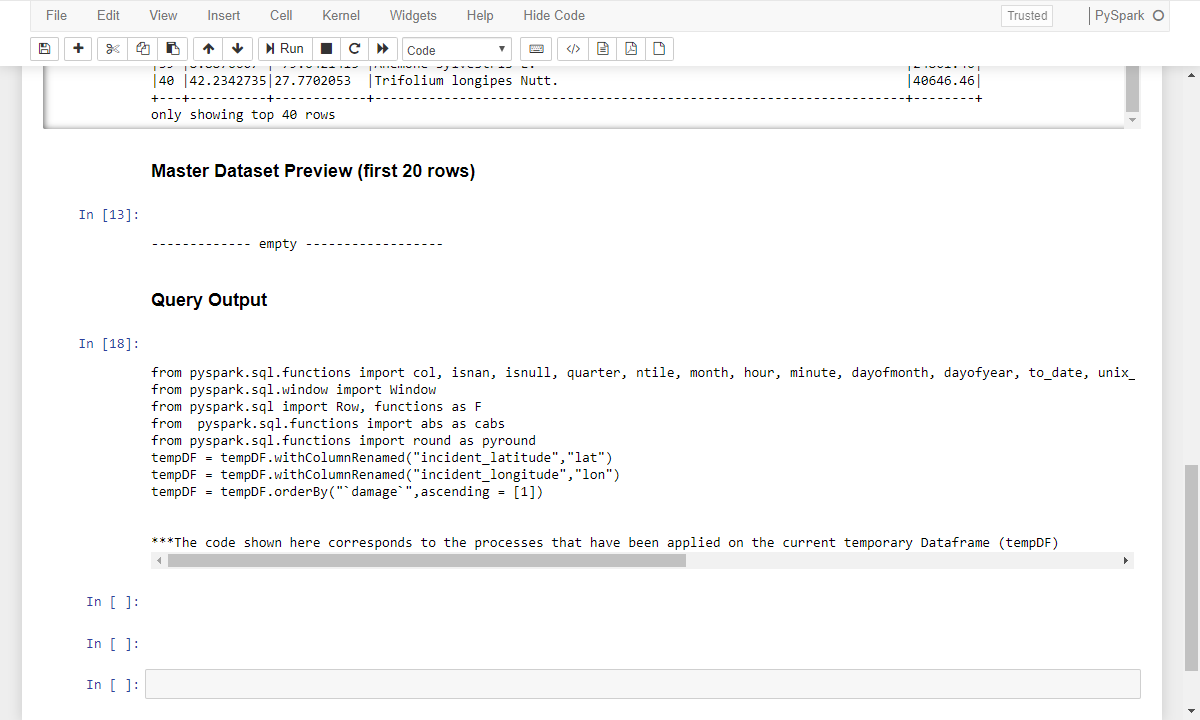 File Edit View Insert Cell Kernel Widgets Help Hide Code Trusted PySpark
Run Code
|40 |42.2342735|27.7702053 |Trifolium longipes Nutt. |40646.46|
+---+----------+------------+----------------------------------------------------------------------+--------+
only showing top 40 rows
Master Dataset Preview (first 20 rows)
In [13]:
------------- empty ------------------
Query Output
In [18]:
from pyspark.sql.functions import col, isnan, isnull, quarter, ntile, month, hour, minute, dayofmonth, dayofyear, to_date, unix_
from pyspark.sql.window import Window
from pyspark.sql import Row, functions as F
from  pyspark.sql.functions import abs as cabs
from pyspark.sql.functions import round as pyround
tempDF = tempDF.withColumnRenamed("incident_latitude","lat")
tempDF = tempDF.withColumnRenamed("incident_longitude","lon")
tempDF = tempDF.orderBy("`damage`",ascending = [1])
***The code shown here corresponds to the processes that have been applied on the current temporary Dataframe (tempDF)
In [ ]:
In [ ]:
In [ ]: